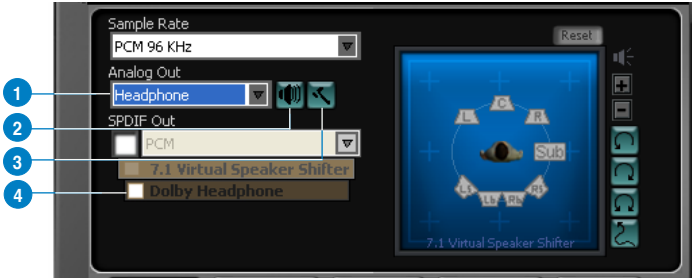 Sample Rate
PCM 96 KHz
Reset
Analog Out
1
Headphone
2
SPDIF Out
PCM
3
7.1 Virtual Speaker Shifter
4
Dolby Headphone
C
L
R
Sub
Ls
Lb
Rb
Rs
7.1 Virtual Speaker Shifter